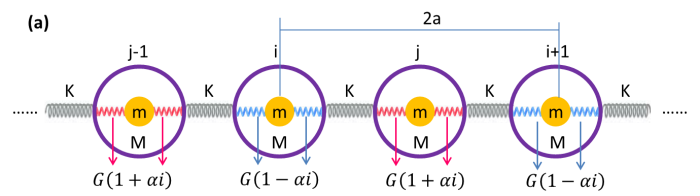 (a)
2a
j-1 i j i+1
K K K K K
...... m m m m ......
M M M M
G(1 + αi) G(1 − αi) G(1 + αi) G(1 − αi)